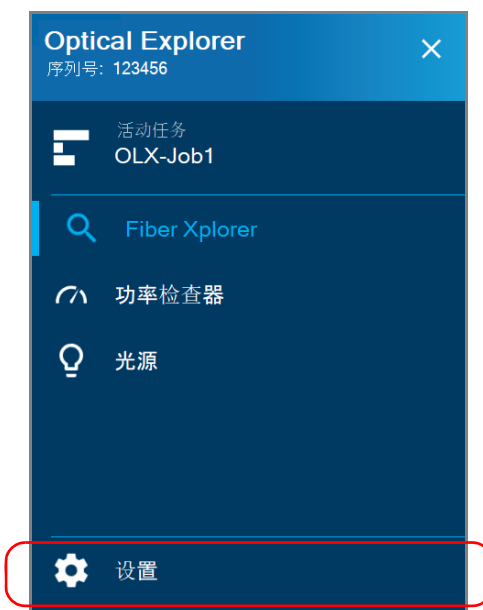 Optical Explorer
序列号: 123456
活动任务
OLX-Job1
Fiber Xplorer
功率检查器
光源
设置